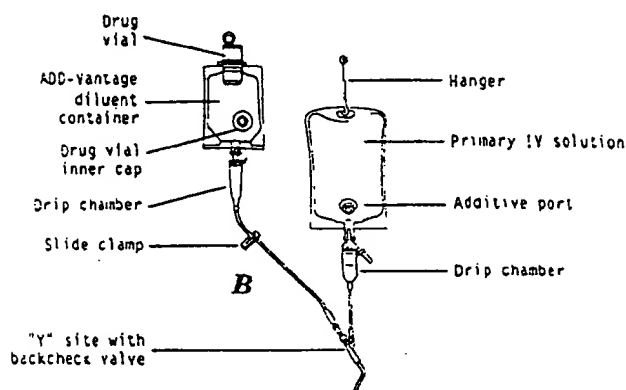 Drug
vial
ADD-Vantage
diluent
container
Drug vial
inner cap
Drip chamber
Slide clamp
B
"Y" site with
backcheck valve
Hanger
Primary IV solution
Additive port
Drip chamber